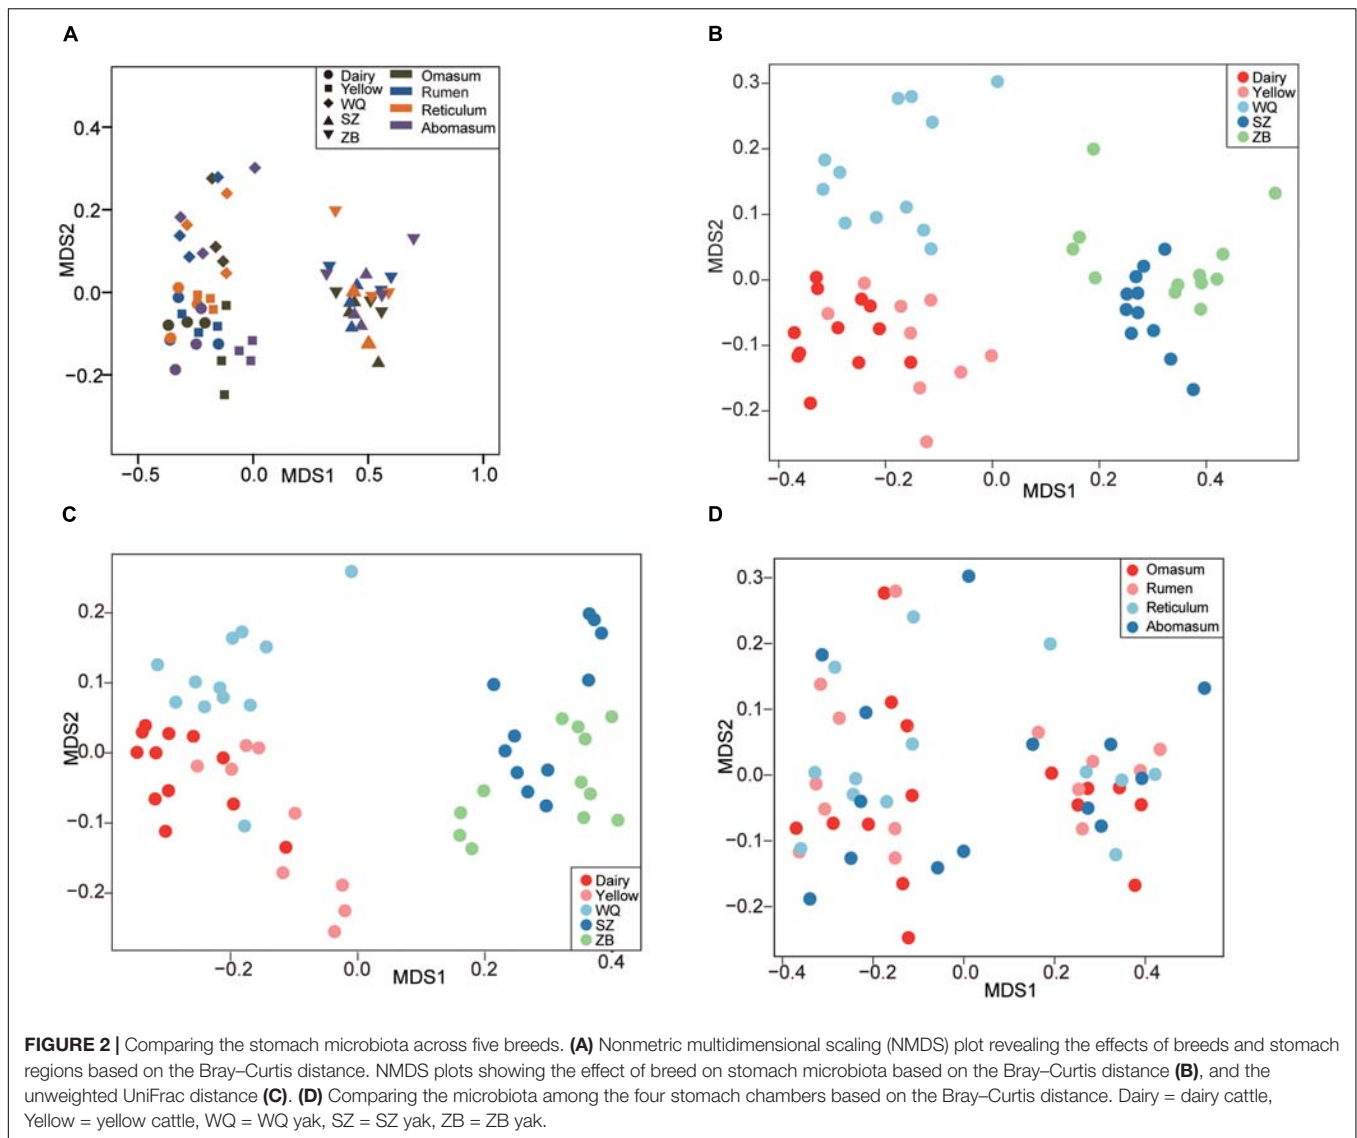 A
Dairy
Yellow
WQ
SZ
ZB
Omasum
Rumen
Reticulum
Abomasum
0.4
0.2
0.0
−0.2
MDS2
−0.5
0.0
0.5
1.0
MDS1
B
Dairy
Yellow
WQ
SZ
ZB
0.3
0.2
0.1
0.0
−0.1
−0.2
MDS2
−0.4
−0.2
0.0
0.2
0.4
MDS1
C
0.2
0.1
0.0
−0.1
−0.2
MDS2
Dairy
Yellow
WQ
SZ
ZB
−0.2
0.0
0.2
0.4
MDS1
D
Omasum
Rumen
Reticulum
Abomasum
0.3
0.2
0.1
0.0
−0.1
−0.2
MDS2
−0.4
−0.2
0.0
0.2
0.4
MDS1
FIGURE 2 | Comparing the stomach microbiota across five breeds. (A) Nonmetric multidimensional scaling (NMDS) plot revealing the effects of breeds and stomach
regions based on the Bray–Curtis distance. NMDS plots showing the effect of breed on stomach microbiota based on the Bray–Curtis distance (B), and the
unweighted UniFrac distance (C). (D) Comparing the microbiota among the four stomach chambers based on the Bray–Curtis distance. Dairy = dairy cattle,
Yellow = yellow cattle, WQ = WQ yak, SZ = SZ yak, ZB = ZB yak.